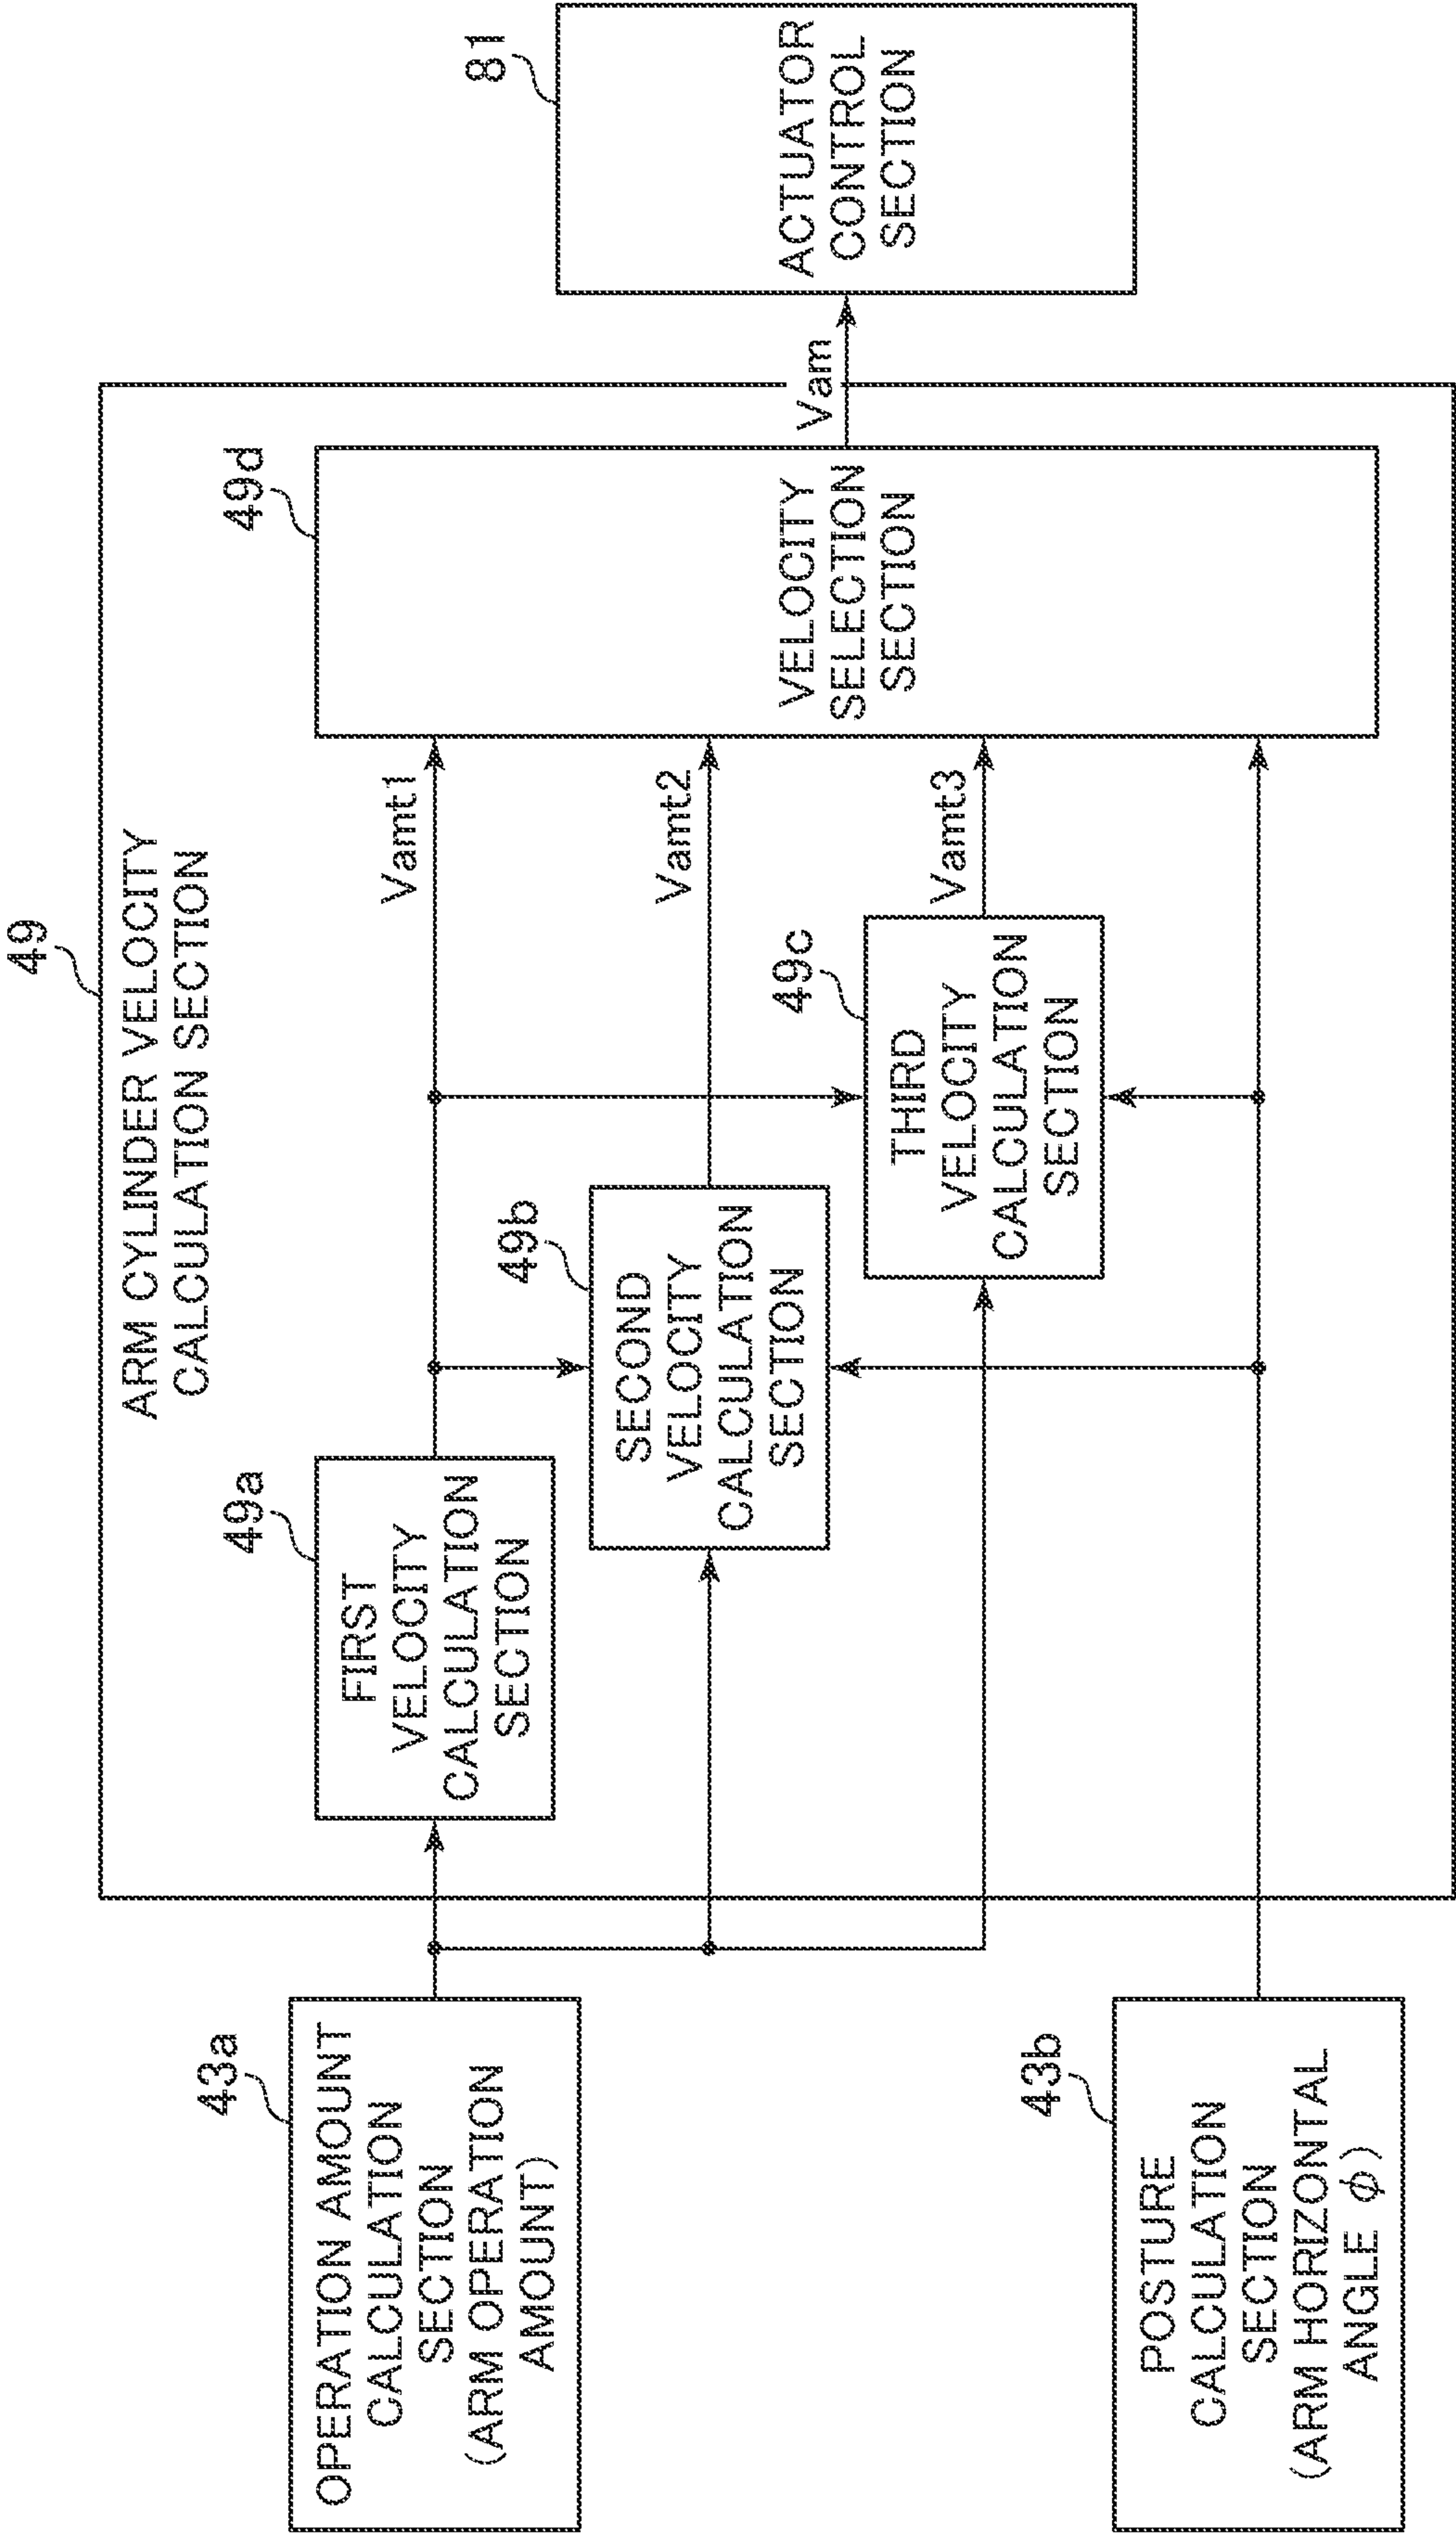 49
ARM CYLINDER VELOCITY
CALCULATION SECTION
43a
OPERATION AMOUNT
CALCULATION
SECTION
(ARM OPERATION
AMOUNT)
49a
FIRST
VELOCITY
CALCULATION
SECTION
49b
SECOND
VELOCITY
CALCULATION
SECTION
49c
THIRD
VELOCITY
CALCULATION
SECTION
Vamt1
Vamt2
Vamt3
49d
VELOCITY
SELECTION
SECTION
Vam
81
ACTUATOR
CONTROL
SECTION
43b
POSTURE
CALCULATION
SECTION
(ARM HORIZONTAL
ANGLE φ)